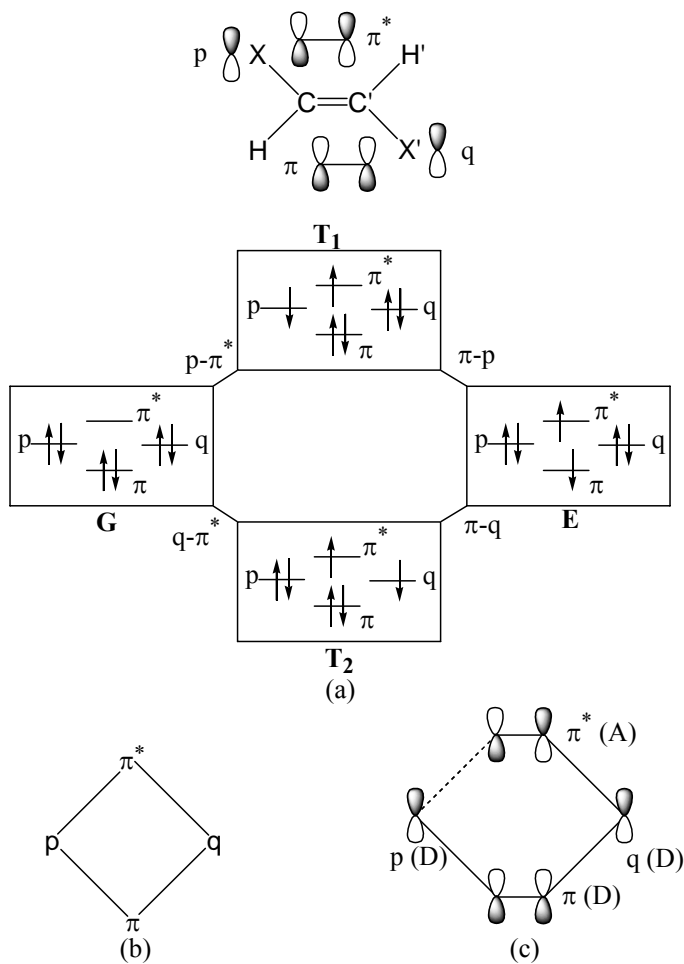 p X π*
H'
C C'
H
π X' q
T₁
p π* q
π
p-π* π-p
p π* q
π
G
p π* q
π
E
q-π* π-q
p π* q
π
T₂
(a)
π*
p q
π
(b)
π* (A)
p (D) q (D)
π (D)
(c)